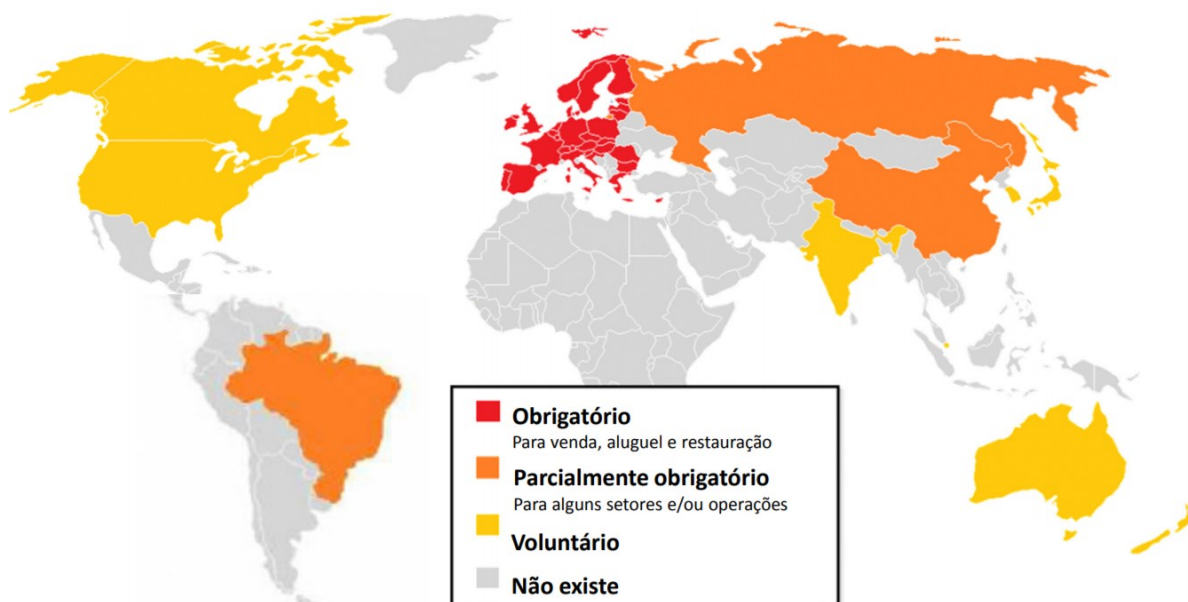 Obrigatório
Para venda, aluguel e restauração
Parcialmente obrigatório
Para alguns setores e/ou operações
Voluntário
Não existe